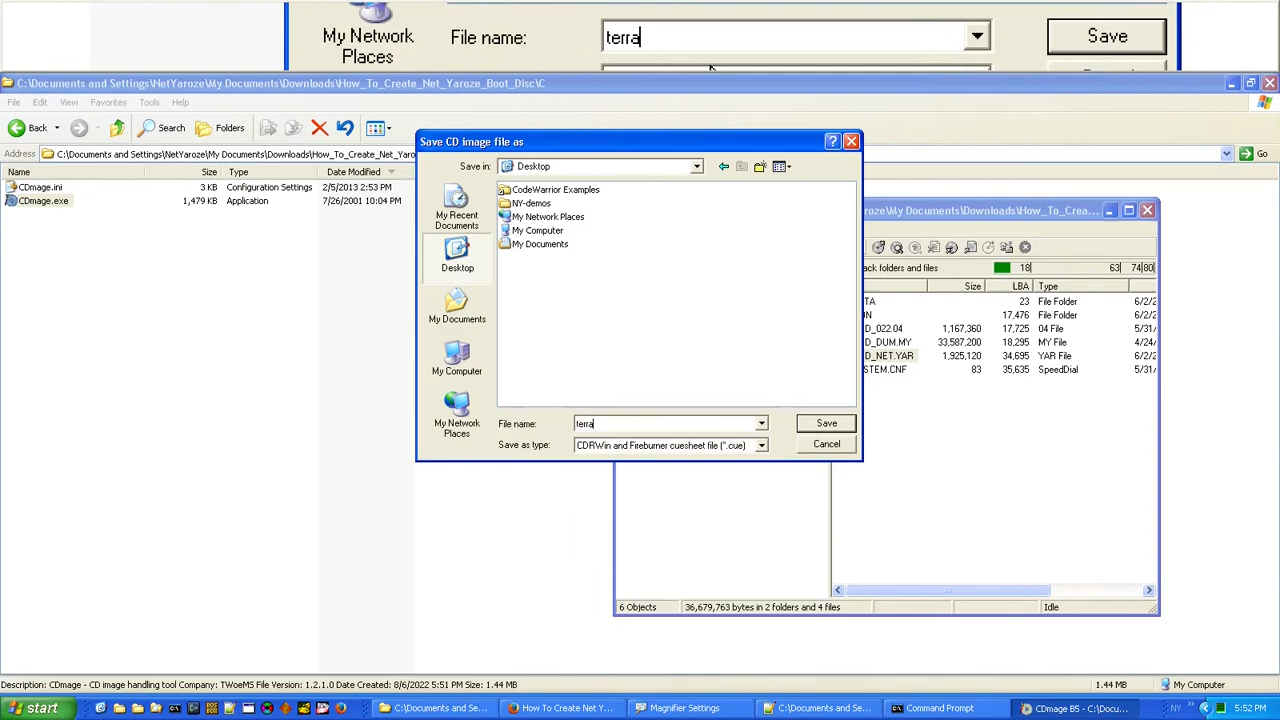 My Network
Places
File name:
terra
Save
C:\Documents and Settings\NetYaroze\My Documents\Downloads\How_To_Create_Net_Yaroze_Boot_Disc\C
File Edit View Favorites Tools Help
Back Search Folders
Address C:\Documents and Settings\NetYaroze\My Documents\Downloads\How_To_Create_Net_Yaro
Go
Name Size Type Date Modified
CDmage.ini 3 KB Configuration Settings 2/5/2013 2:53 PM
CDmage.exe 1,479 KB Application 7/26/2001 10:04 PM
Save CD image file as
Save in: Desktop
My Recent
Documents
Desktop
My Documents
My Computer
My Network
Places
CodeWarrior Examples
NY-demos
My Network Places
My Computer
My Documents
File name: terra Save
Save as type: CDRWin and Fireburner cuesheet file (*.cue) Cancel
roze\My Documents\Downloads\How_To_Crea...
ack folders and files 18 63 74 80
Size LBA Type
TA 23 File Folder 6/2/2
ON 17,476 File Folder 6/2/2
D_022.04 1,167,360 17,725 04 File 5/31/
D_DUM.MY 33,587,200 18,295 MY File 4/24/
D_NET.YAR 1,925,120 34,695 YAR File 6/2/2
STEM.CNF 83 35,635 SpeedDial 5/31/
6 Objects 36,679,763 bytes in 2 folders and 4 files Idle
Description: CDmage - CD image handling tool Company: TWoeMS File Version: 1.2.1.0 Date Created: 8/6/2022 5:51 PM Size: 1.44 MB 1.44 MB My Computer
start C:\Documents and Se... How To Create Net Y... Magnifier Settings C:\Documents and Se... Command Prompt CDmage B5 - C:\Docu... NY 5:52 PM